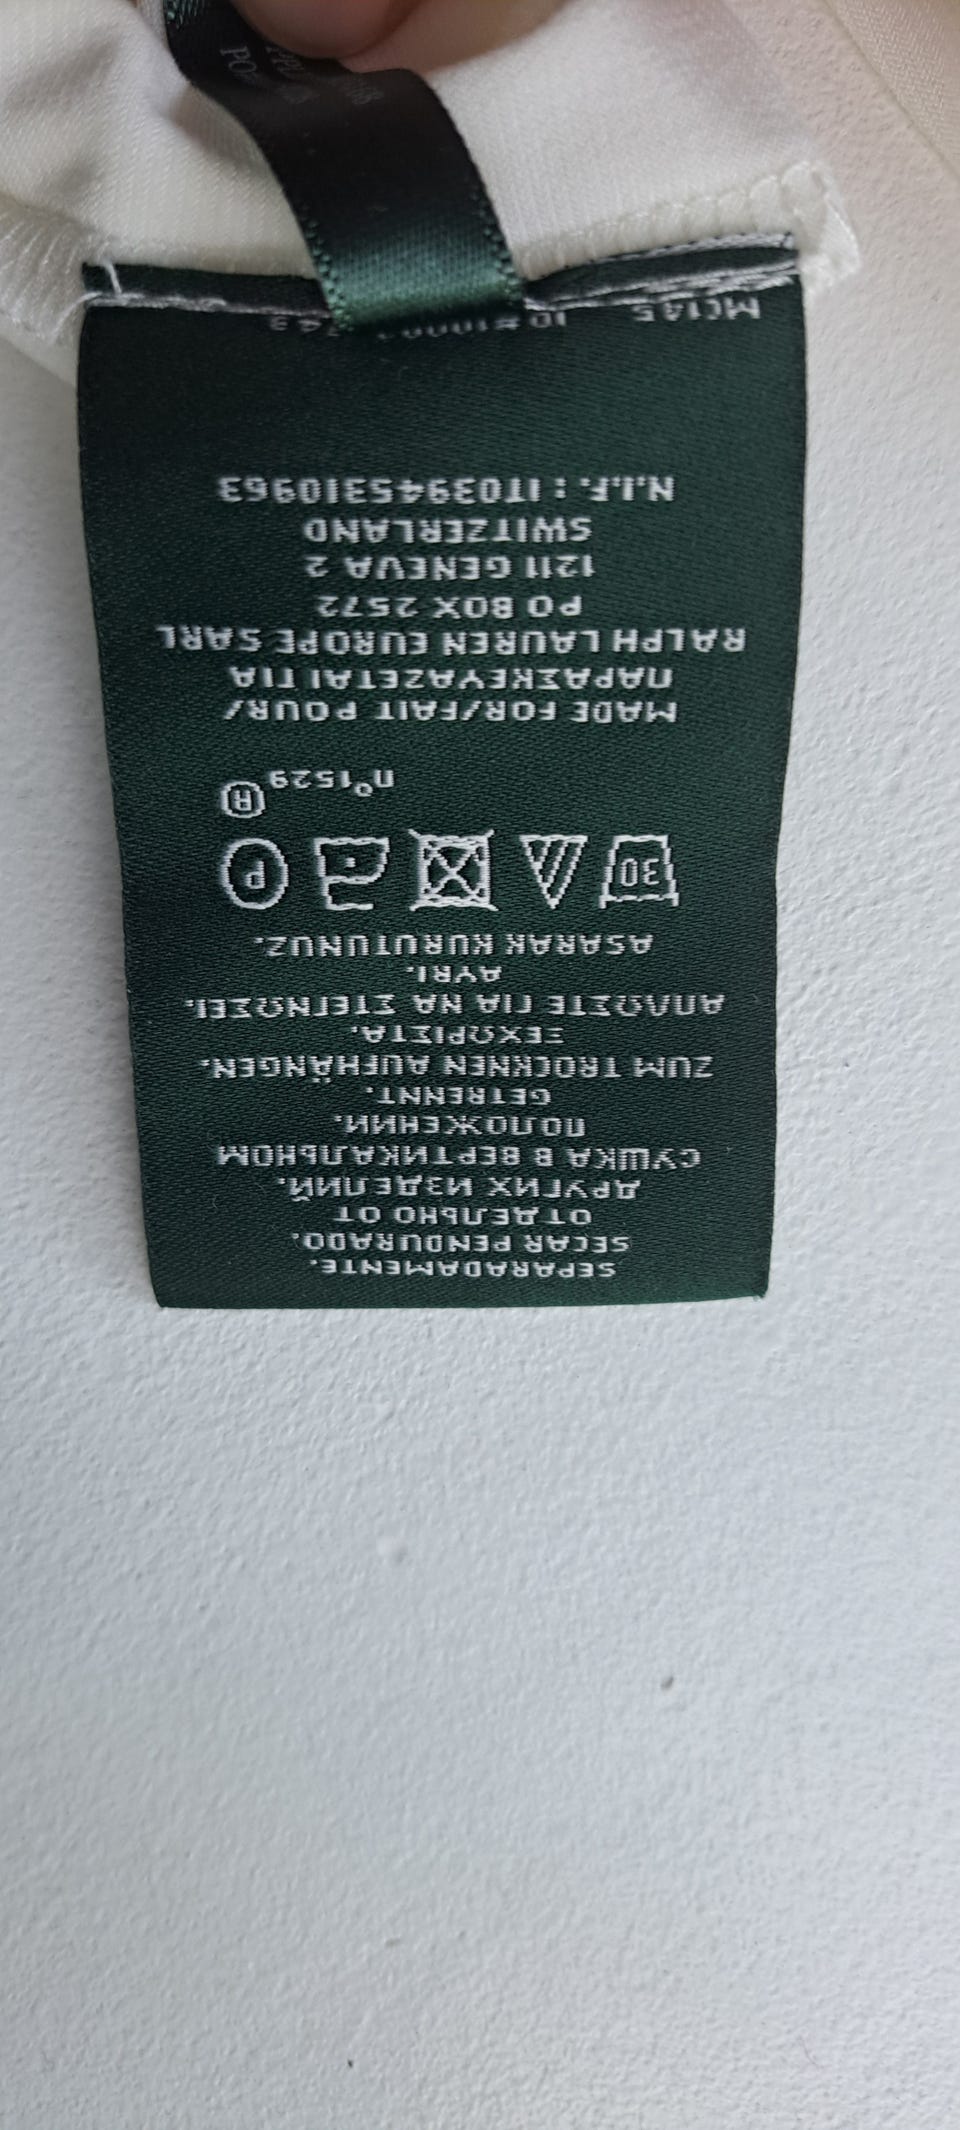 SEPARADAMENTE.
SECAR PENDURADO.
ОТДЕЛЬНО ОТ
ДРУГИХ ИЗДЕЛИЙ.
СУШКА В ВЕРТИКАЛЬНОМ
ПОЛОЖЕНИИ.
GETRENNT.
ZUM TROCKNEN AUFHÄNGEN.
ΞΕΧΩΡΙΣΤΑ.
ΑΠΛΩΣΤΕ ΓΙΑ ΝΑ ΣΤΕΓΝΩΣΕΙ.
AYRI.
ASARAK KURUTUNUZ.
30 P
n°1529 ®
MADE FOR/FAIT POUR/
ΠΑΡΑΣΚΕΥΑΖΕΤΑΙ ΓΙΑ
RALPH LAUREN EUROPE SARL
PO BOX 2572
1211 GENEVA 2
SWITZERLAND
N.I.F. : IT03945310963
MC145